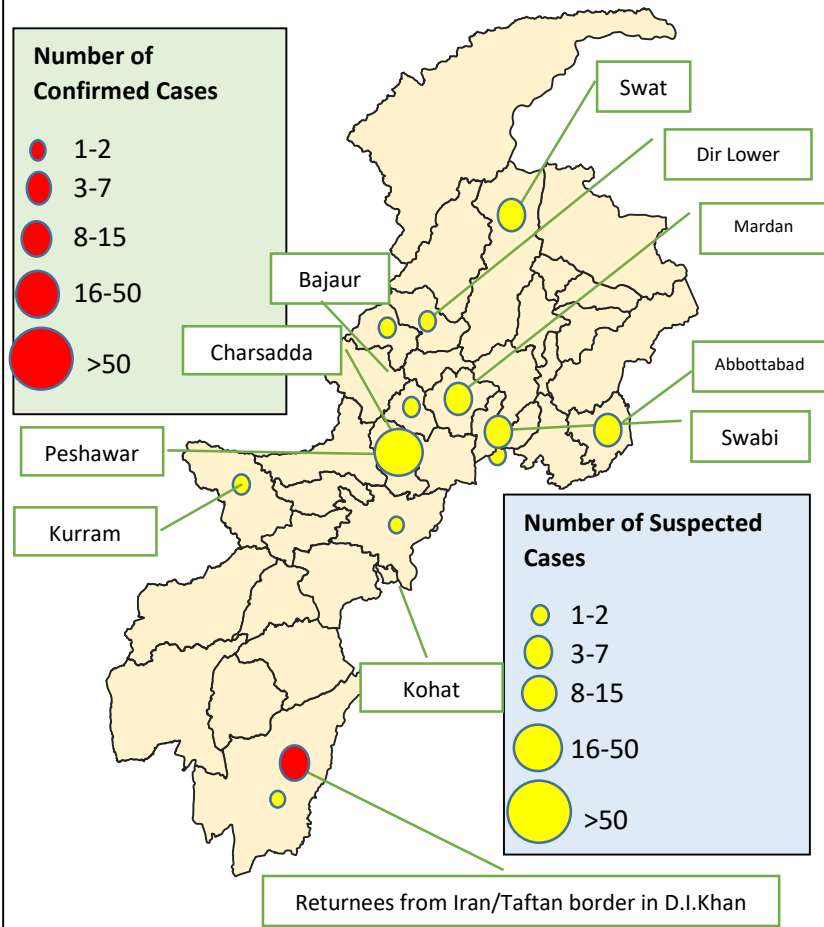 Number of
Confirmed Cases
1-2
3-7
8-15
16-50
>50
Swat
Dir Lower
Mardan
Bajaur
Charsadda
Abbottabad
Peshawar
Swabi
Kurram
Number of Suspected
Cases
1-2
3-7
8-15
16-50
>50
Kohat
Returnees from Iran/Taftan border in D.I.Khan